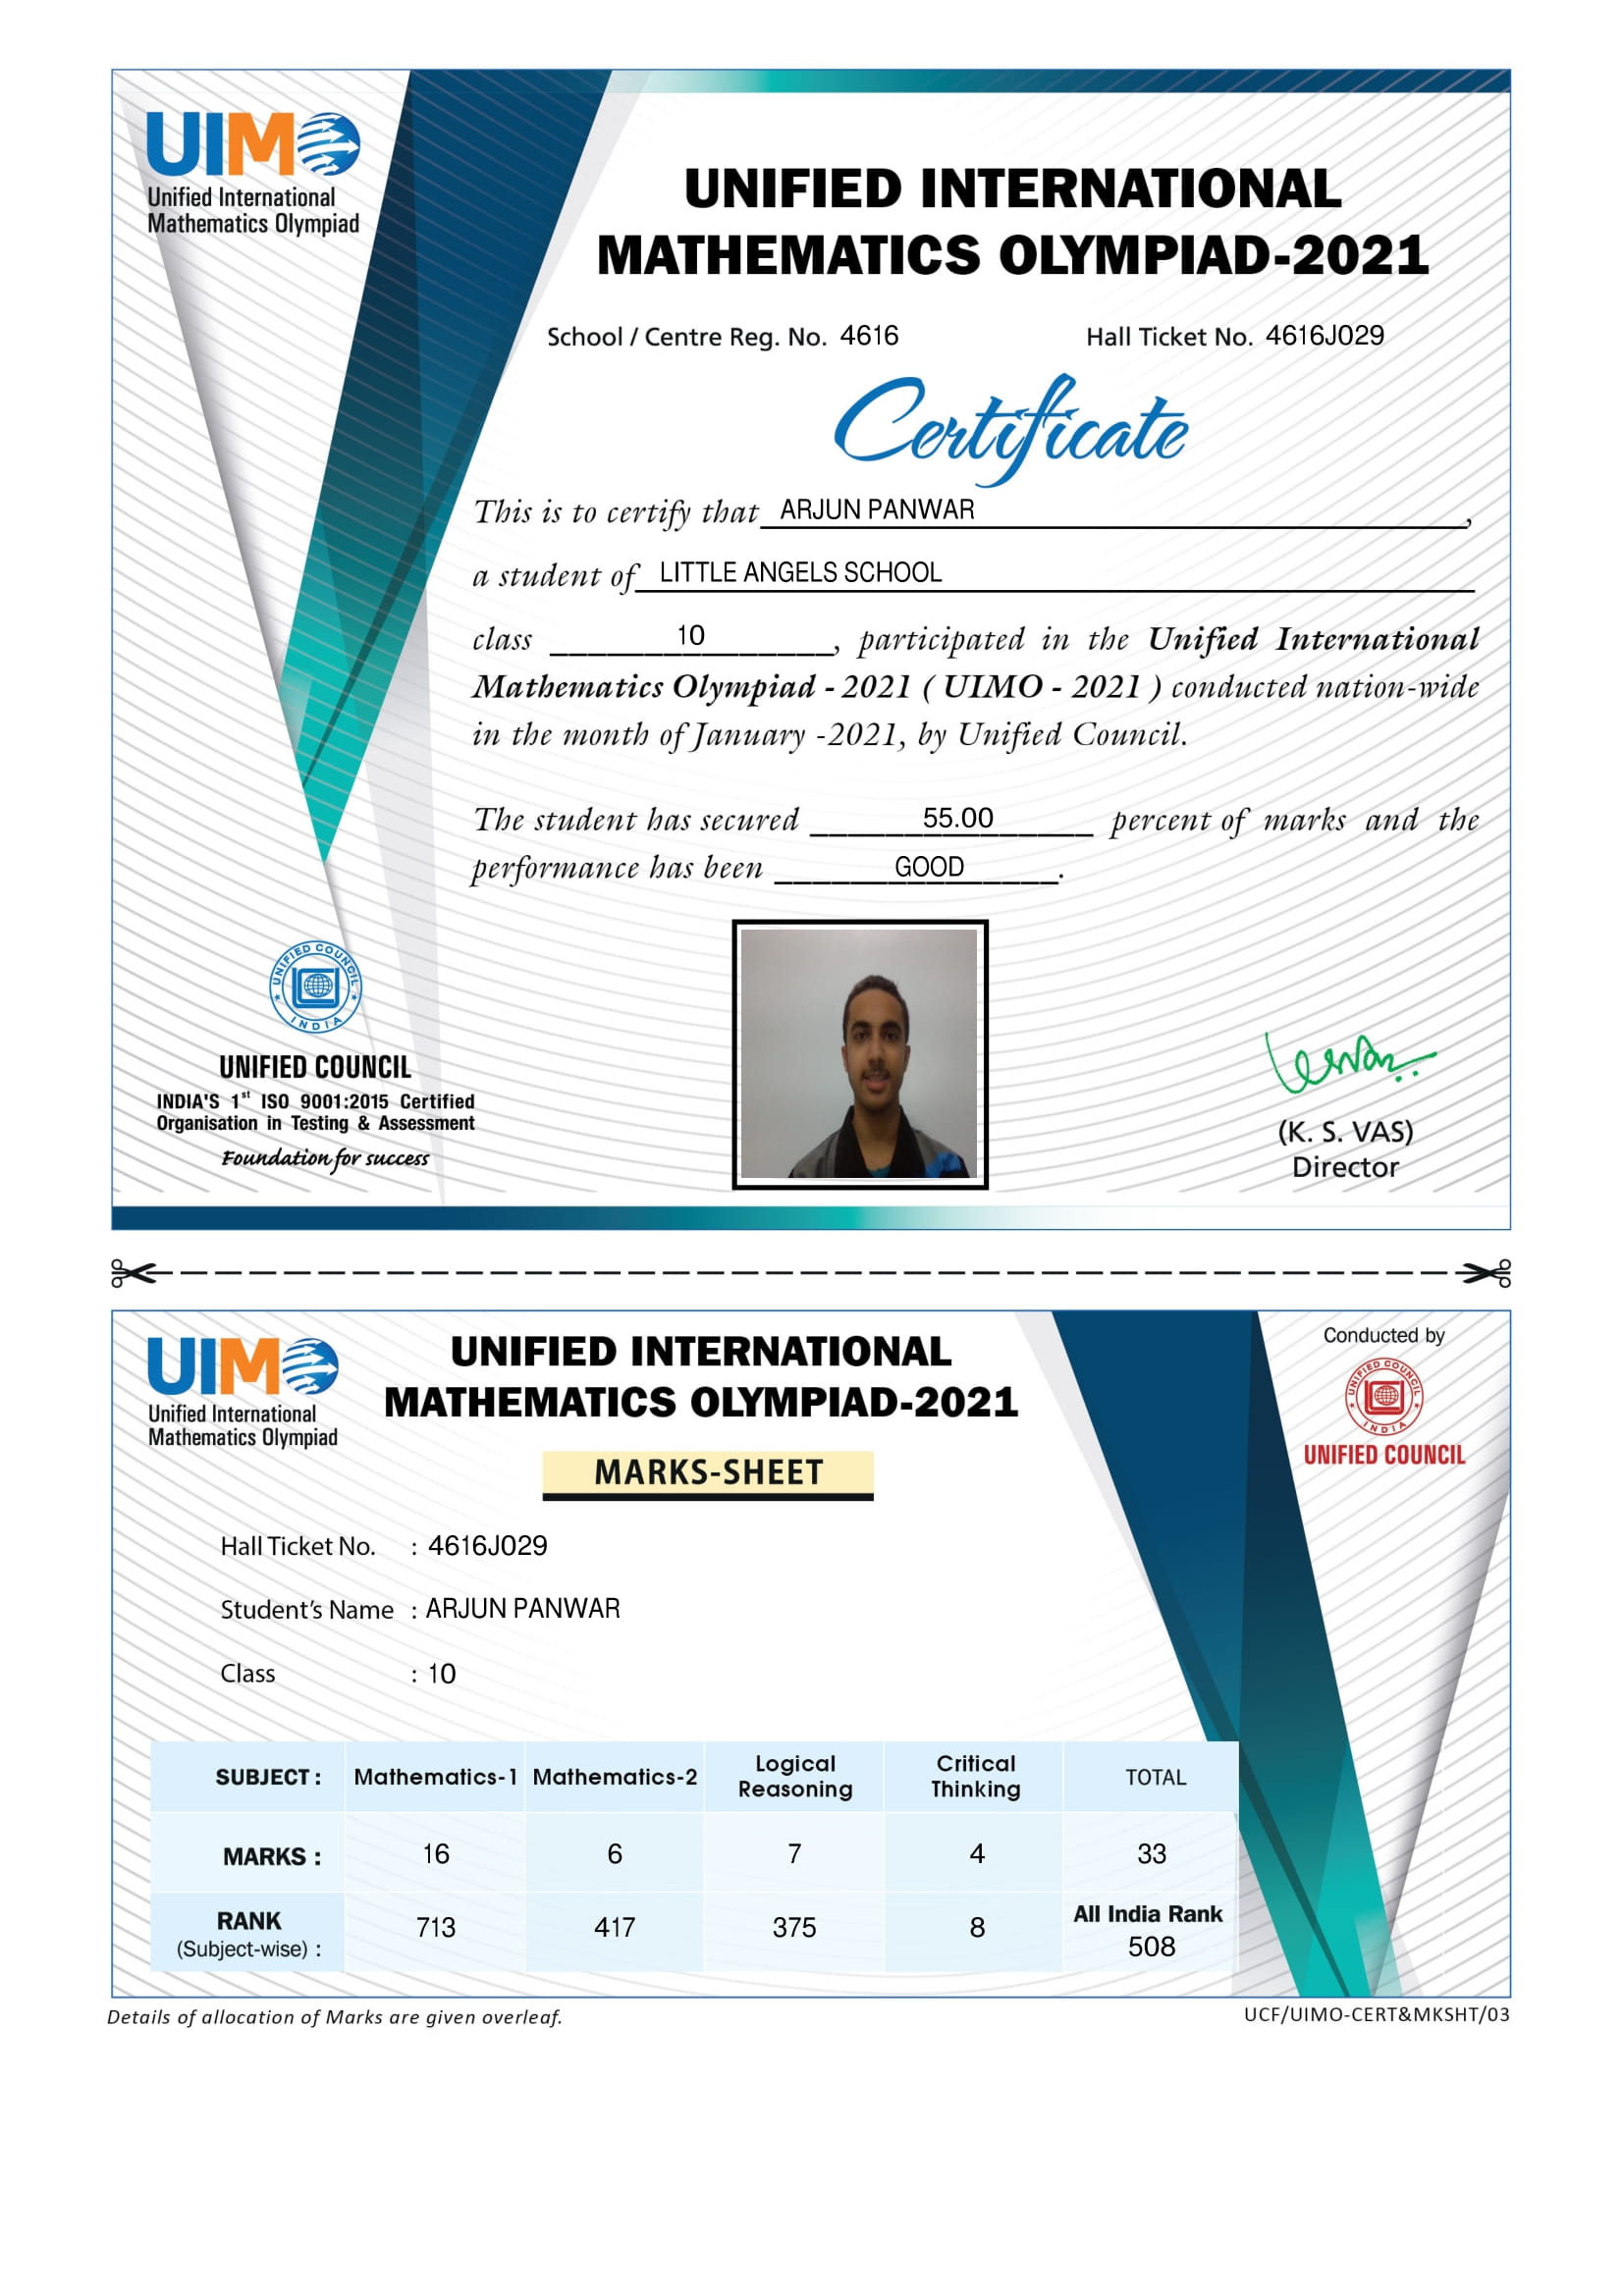 UIMO
Unified International
Mathematics Olympiad
UNIFIED INTERNATIONAL
MATHEMATICS OLYMPIAD-2021
School / Centre Reg. No. 4616
Hall Ticket No. 4616J029
Certificate
This is to certify that ARJUN PANWAR,
a student of LITTLE ANGELS SCHOOL
class 10, participated in the Unified International
Mathematics Olympiad - 2021 ( UIMO - 2021 ) conducted nation-wide
in the month of January -2021, by Unified Council.
The student has secured 55.00 percent of marks and the
performance has been GOOD.
UNIFIED COUNCIL
INDIA
UNIFIED COUNCIL
INDIA'S 1st ISO 9001:2015 Certified
Organisation in Testing & Assessment
Foundation for success
(K. S. VAS)
Director
UIMO
Unified International
Mathematics Olympiad
UNIFIED INTERNATIONAL
MATHEMATICS OLYMPIAD-2021
MARKS-SHEET
Conducted by
UNIFIED COUNCIL
INDIA
UNIFIED COUNCIL
Hall Ticket No. : 4616J029
Student's Name : ARJUN PANWAR
Class : 10
SUBJECT : Mathematics-1 Mathematics-2 Logical Reasoning Critical Thinking TOTAL
MARKS : 16 6 7 4 33
RANK (Subject-wise) : 713 417 375 8 All India Rank 508
Details of allocation of Marks are given overleaf.
UCF/UIMO-CERT&MKSHT/03